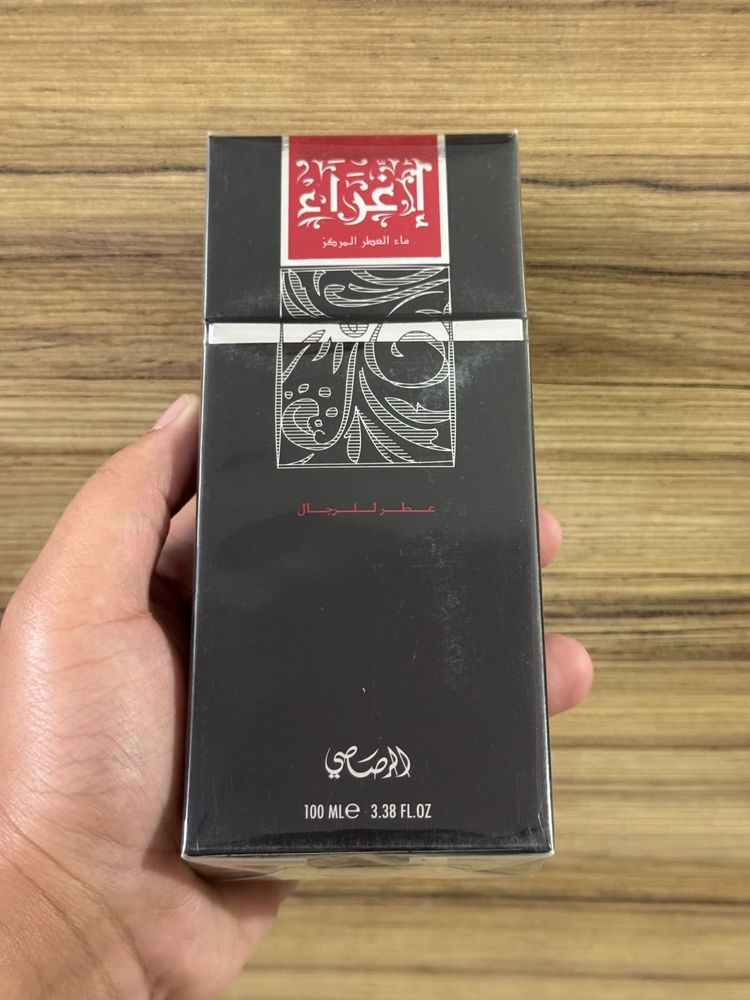 إغراء
ماء العطر المركز
عطر للرجال
الرصاصي
100 ML℮ 3.38 FL.OZ